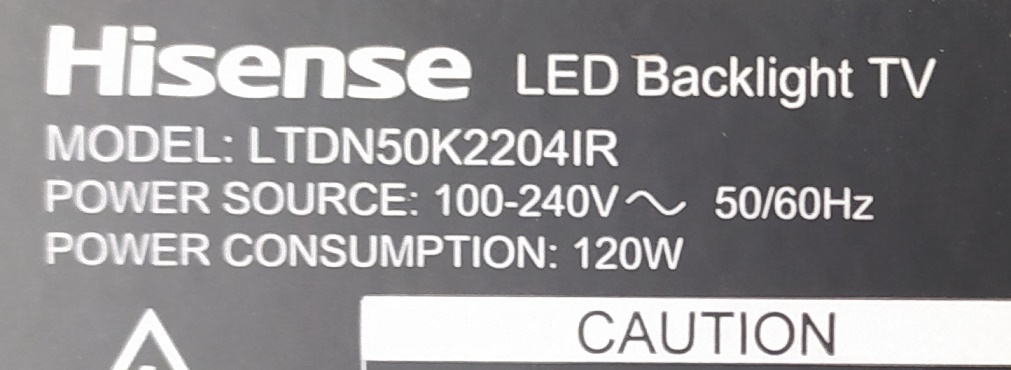 Hisense LED Backlight TV
MODEL: LTDN50K2204IR
POWER SOURCE: 100-240V～ 50/60Hz
POWER CONSUMPTION: 120W
CAUTION